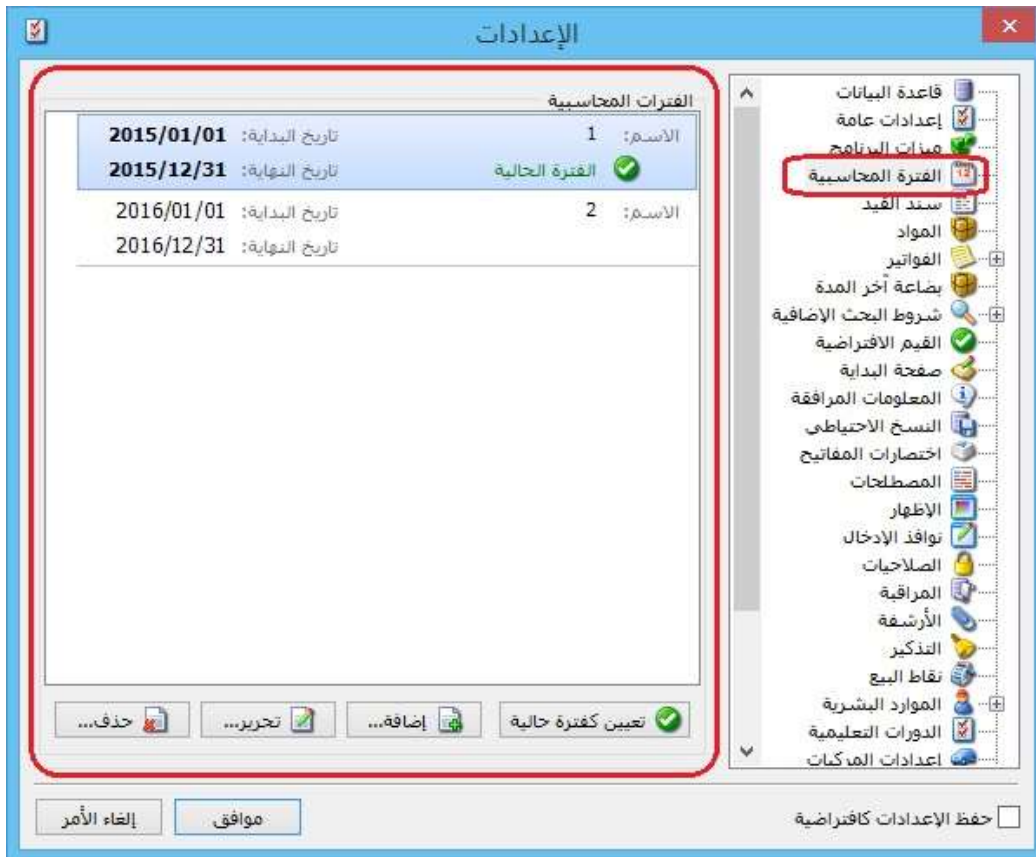 الإعدادات
قاعدة البيانات
إعدادات عامة
ميزات البرنامج
الفترة المحاسبية
سند القيد
المواد
الفواتير
بضاعة آخر المدة
شروط البحث الإضافية
القيم الافتراضية
صفحة البداية
المعلومات المرافقة
النسخ الاحتياطي
اختصارات المفاتيح
المصطلحات
الإظهار
نوافذ الإدخال
الصلاحيات
المراقبة
الأرشفة
التذكير
نقاط البيع
الموارد البشرية
الدورات التعليمية
إعدادات المركبات
الفترات المحاسبية
الاسم: 1 تاريخ البداية: 2015/01/01
الفترة الحالية تاريخ النهاية: 2015/12/31
الاسم: 2 تاريخ البداية: 2016/01/01
تاريخ النهاية: 2016/12/31
تعيين كفترة حالية إضافة... تحرير... حذف...
حفظ الإعدادات كافتراضية موافق إلغاء الأمر